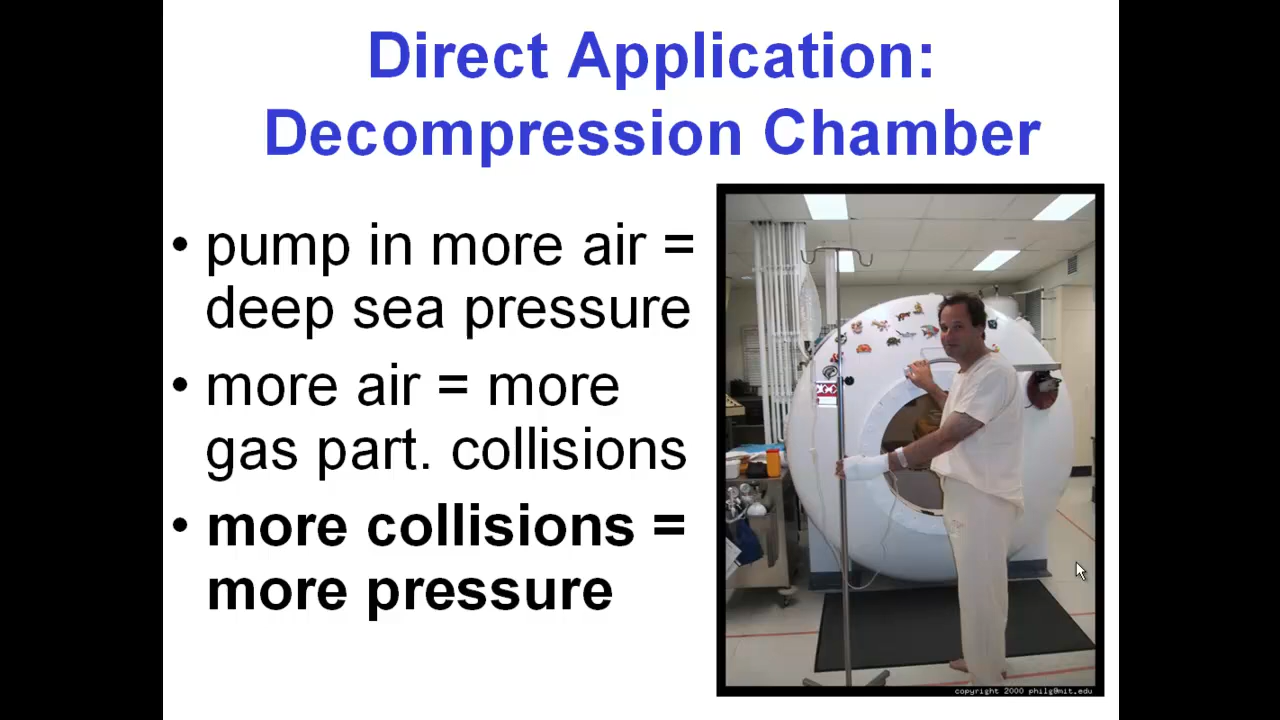 Direct Application:
Decompression Chamber
• pump in more air =
deep sea pressure
• more air = more
gas part. collisions
• more collisions =
more pressure
copyright 2000 philg@mit.edu